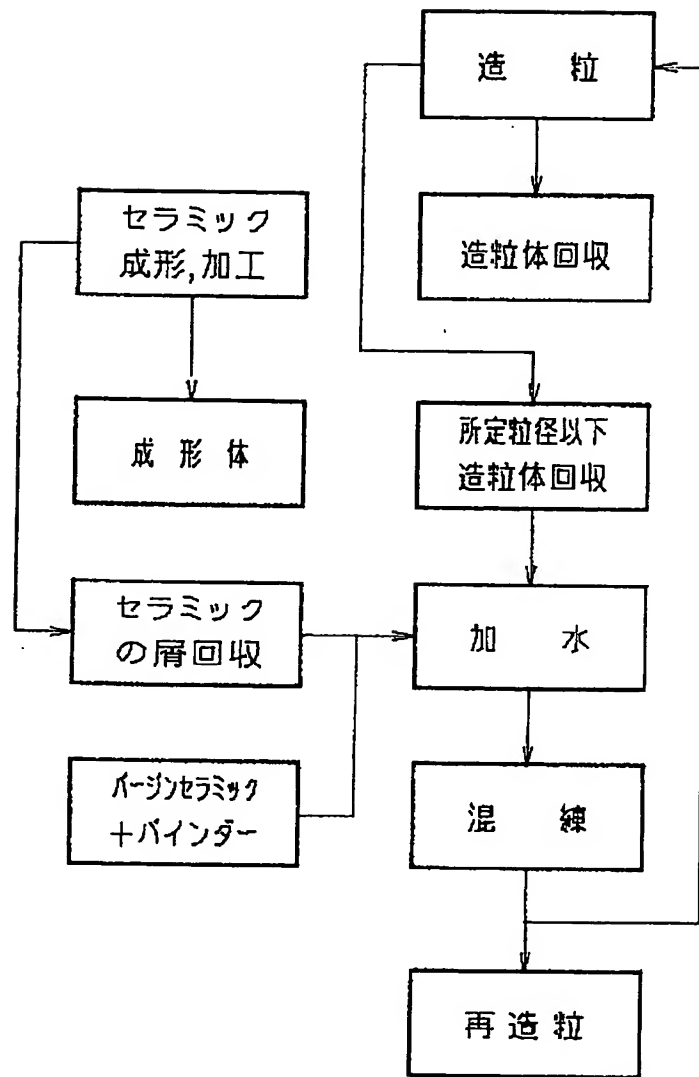 造 粒
セラミック
成形,加工
造粒体回収
成 形 体
所定粒径以下
造粒体回収
セラミック
の屑回収
加 水
バージンセラミック
+バインダー
混 練
再 造 粒